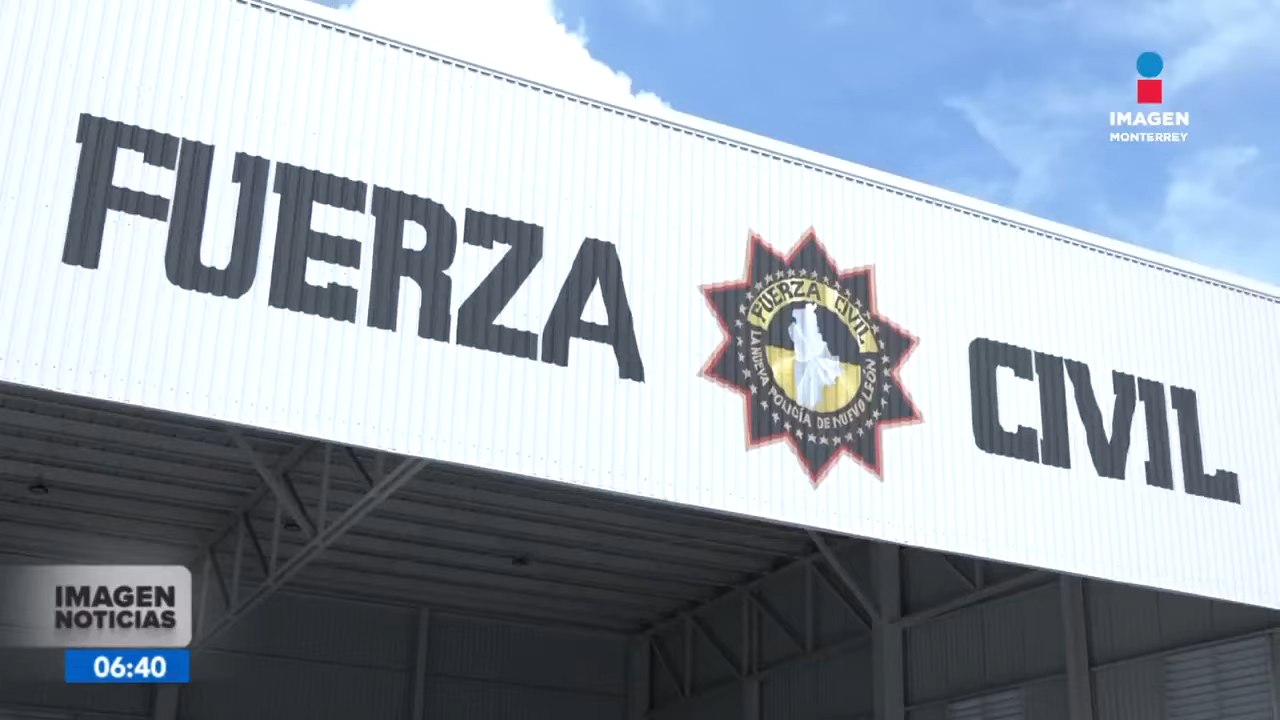 IMAGEN
MONTERREY
FUERZA CIVIL
FUERZA CIVIL
LA NUEVA POLICÍA DE NUEVO LEÓN
IMAGEN
NOTICIAS
06:40